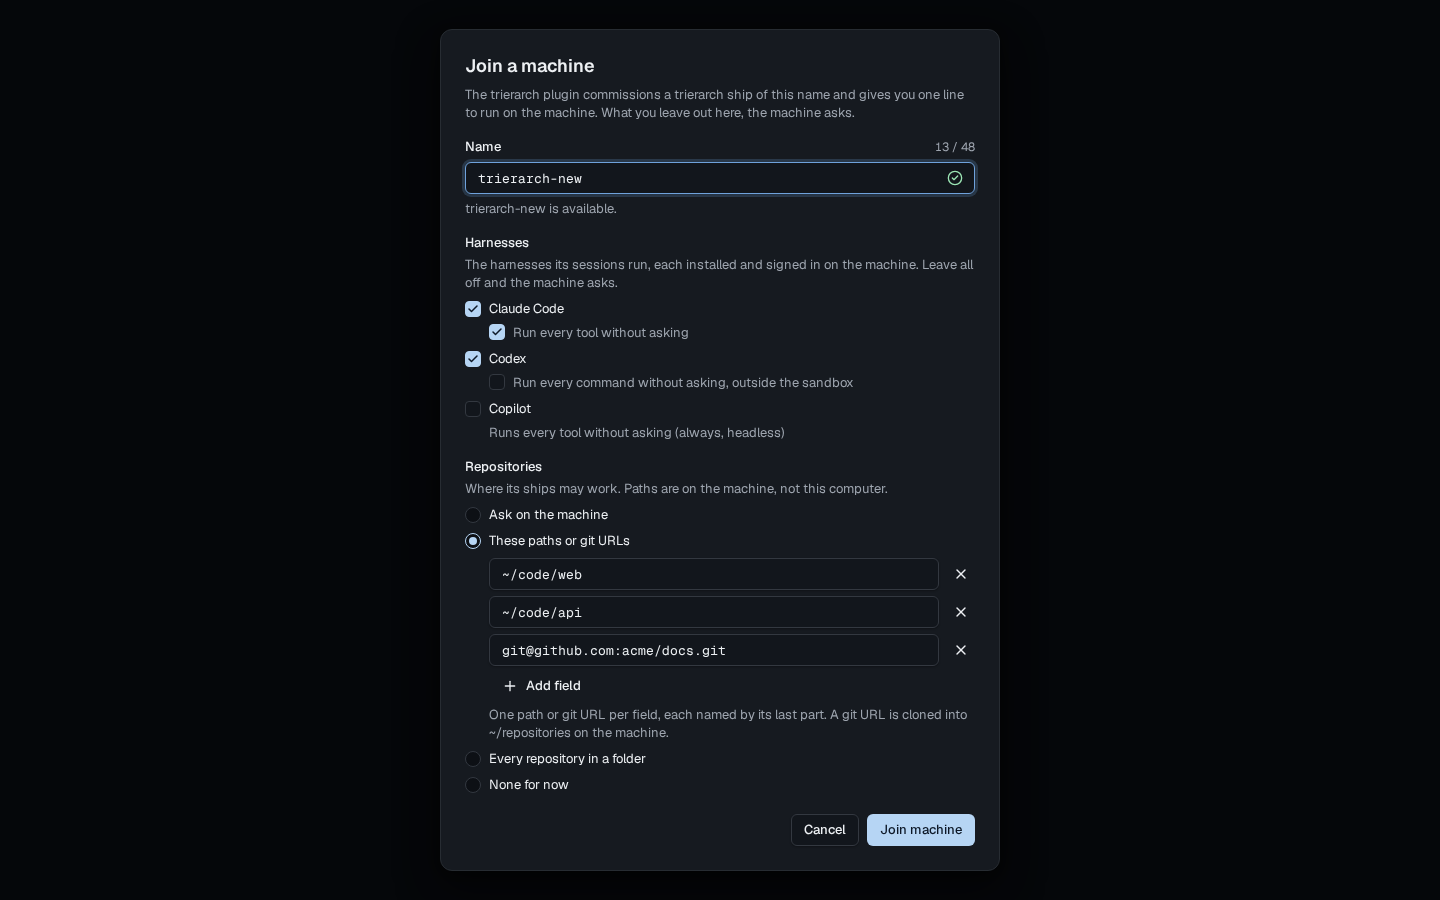 Join a machine
The trierarch plugin commissions a trierarch ship of this name and gives you one line
to run on the machine. What you leave out here, the machine asks.
Name 13 / 48
trierarch-new
trierarch-new is available.
Harnesses
The harnesses its sessions run, each installed and signed in on the machine. Leave all
off and the machine asks.
Claude Code
Run every tool without asking
Codex
Run every command without asking, outside the sandbox
Copilot
Runs every tool without asking (always, headless)
Repositories
Where its ships may work. Paths are on the machine, not this computer.
Ask on the machine
These paths or git URLs
~/code/web
~/code/api
git@github.com:acme/docs.git
Add field
One path or git URL per field, each named by its last part. A git URL is cloned into
~/repositories on the machine.
Every repository in a folder
None for now
Cancel Join machine